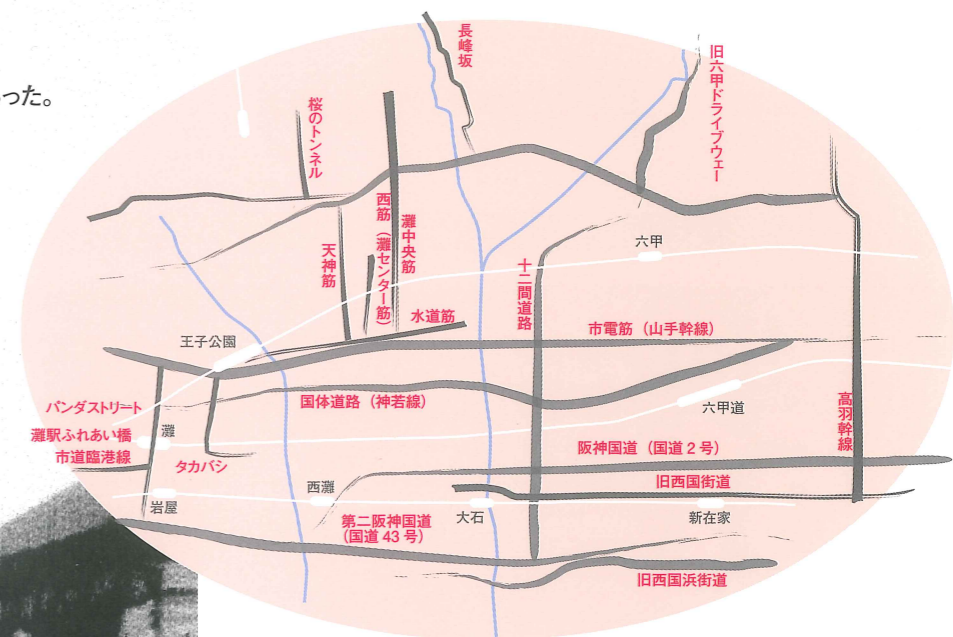 った。
長峰坂
旧六甲ドライブウェー
桜のトンネル
西筋（灘センター筋）
灘中央筋
天神筋
水道筋
十二間道路
六甲
市電筋（山手幹線）
王子公園
国体道路（神若線）
六甲道
高羽幹線
パンダストリート
灘駅ふれあい橋
市道臨港線
灘
タカバシ
阪神国道（国道２号）
旧西国街道
西灘
岩屋
大石
新在家
第二阪神国道
（国道 43 号）
旧西国浜街道